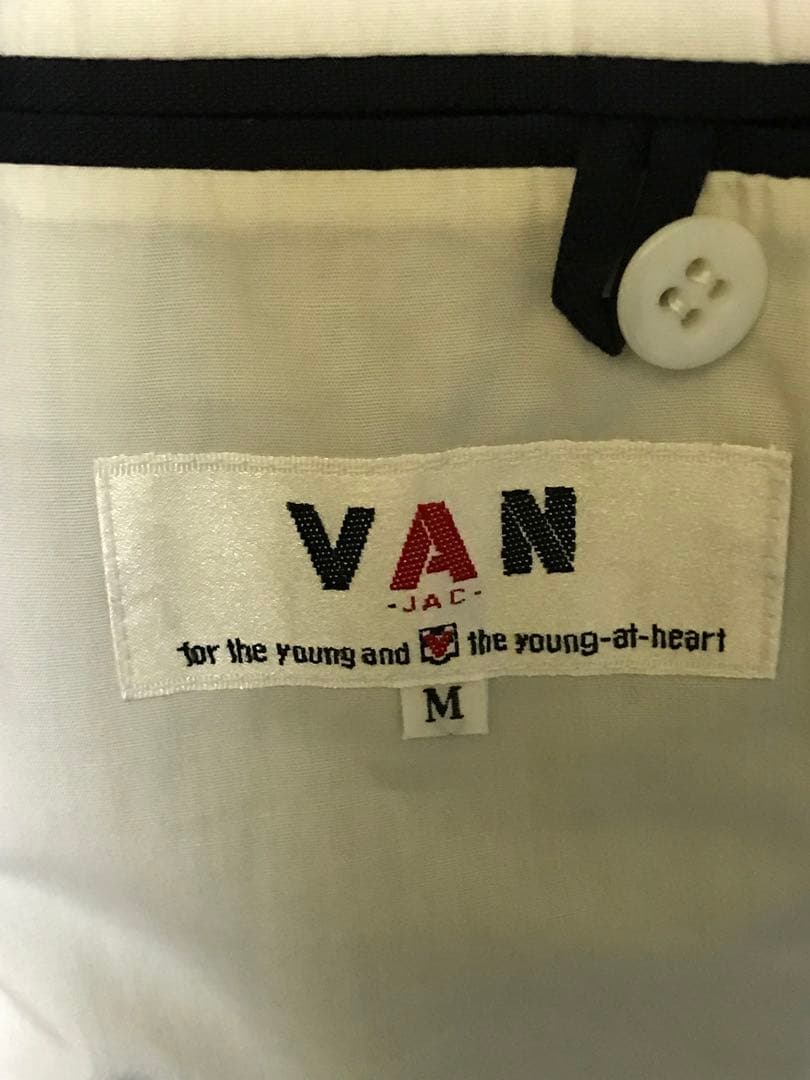 VAN
-JAC-
for the young and the young-at-heart
M